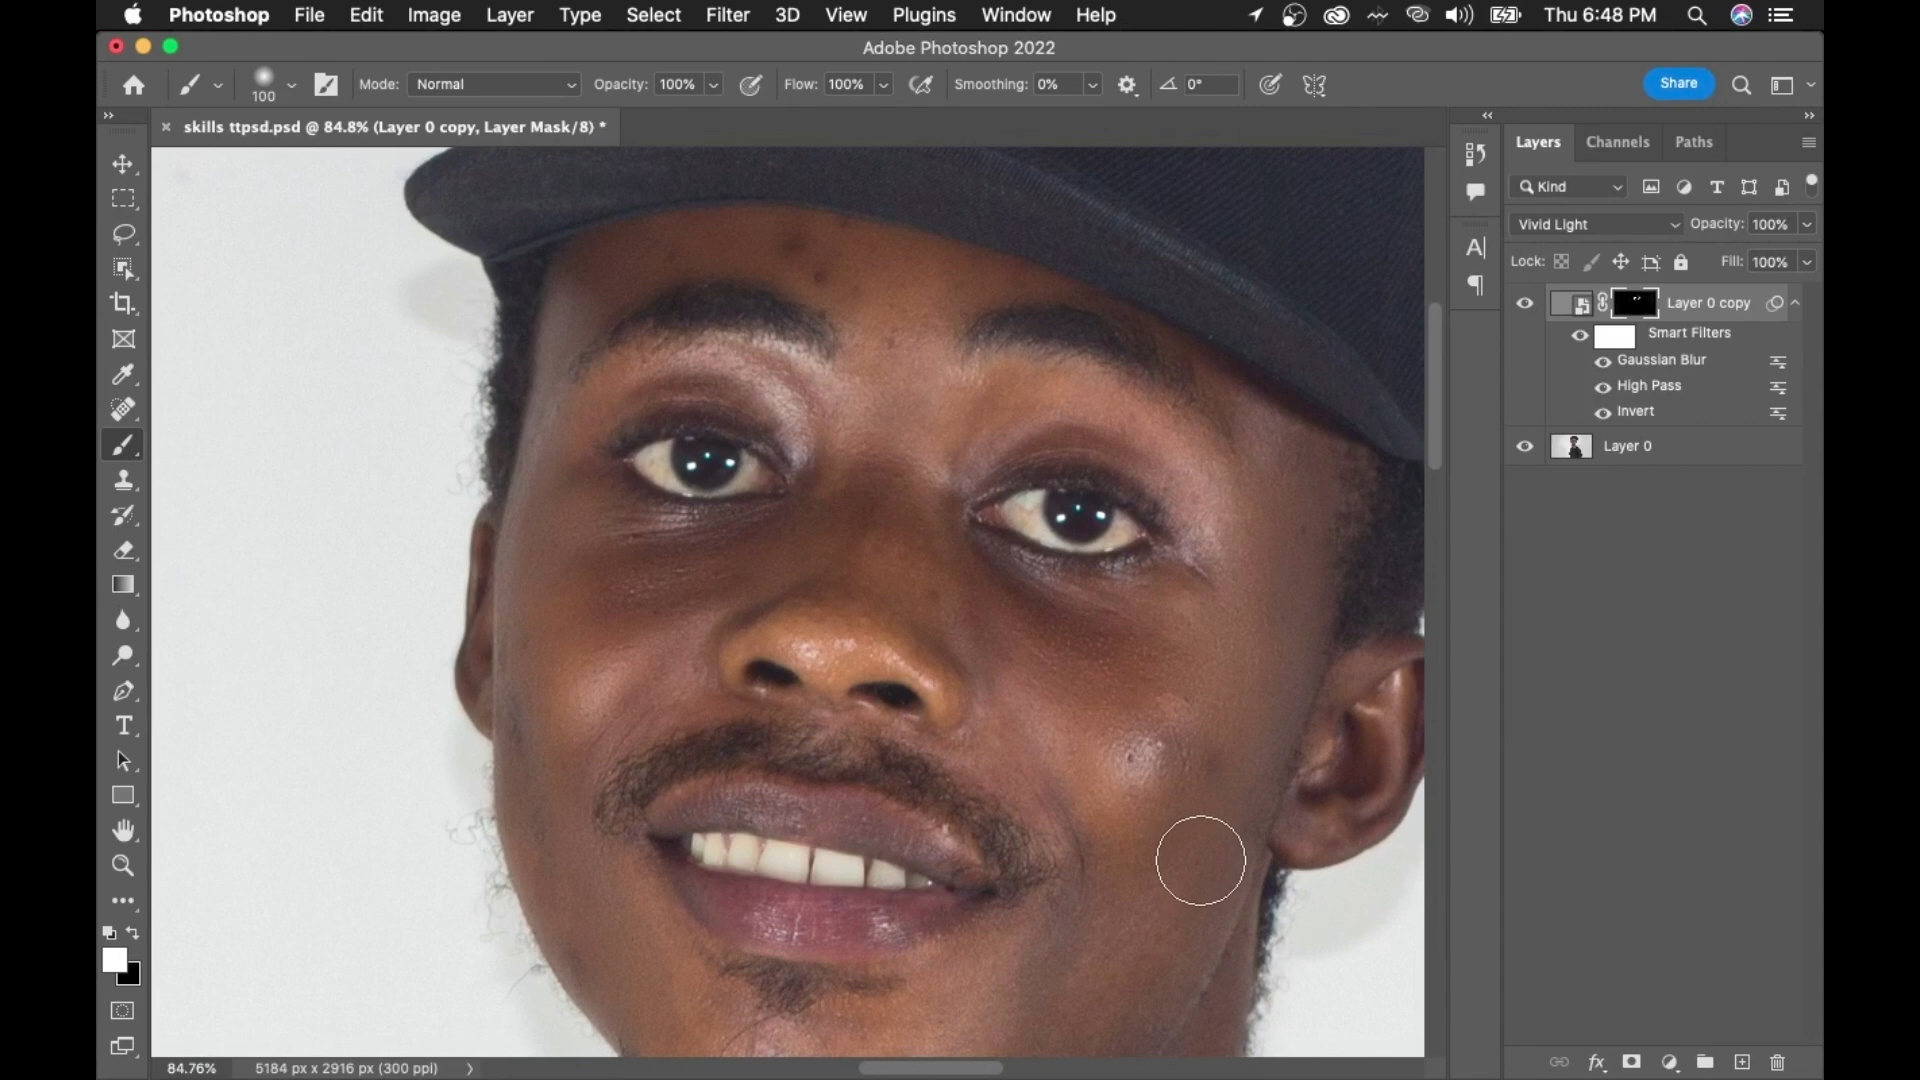 Photoshop File Edit Image Layer Type Select Filter 3D View Plugins Window Help Thu 6:48 PM
Adobe Photoshop 2022
100 Mode: Normal Opacity: 100% Flow: 100% Smoothing: 0% 0° Share
skills ttpsd.psd @ 84.8% (Layer 0 copy, Layer Mask/8) *
Layers Channels Paths
Kind
Vivid Light Opacity: 100%
Lock: Fill: 100%
Layer 0 copy
Smart Filters
Gaussian Blur
High Pass
Invert
Layer 0
84.76% 5184 px x 2916 px (300 ppi)